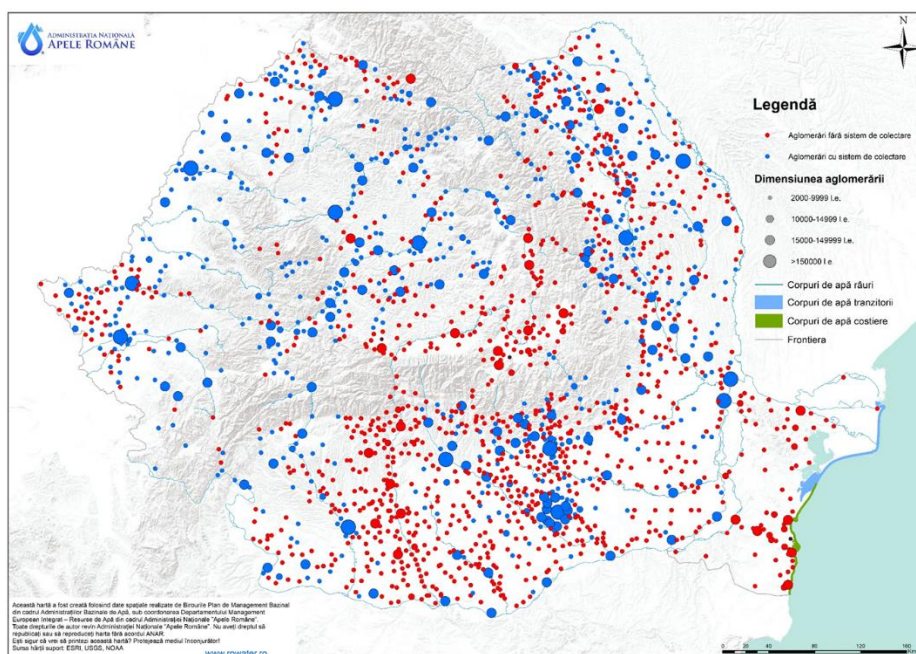 ADMINISTRAȚIA NAȚIONALĂ
APELE ROMÂNE
N
Legendă
Aglomerări fără sistem de colectare
Aglomerări cu sistem de colectare
Dimensiunea aglomerării
2000-9999 l.e.
10000-14999 l.e.
15000-149999 l.e.
>150000 l.e.
Corpuri de apă râuri
Corpuri de apă tranzitorii
Corpuri de apă costiere
Frontiera
Această hartă a fost creată folosind date spațiale realizate de Birourile Plan de Management Bazinal
din cadrul Administrațiilor Bazinale de Apă, sub coordonarea Departamentului Management
European Integrat – Resurse de Apă din cadrul Administrației Naționale "Apele Române".
Toate drepturile de autor revin Administrației Naționale "Apele Române". Nu aveți dreptul să
republicați sau să reproduceți harta fără acordul ANAR.
Ești sigur că vrei să printezi această hartă? Protejează mediul înconjurător!
Sursa hărții suport: ESRI, USGS, NOAA
www.rowater.ro
0 20 40 80 120 160